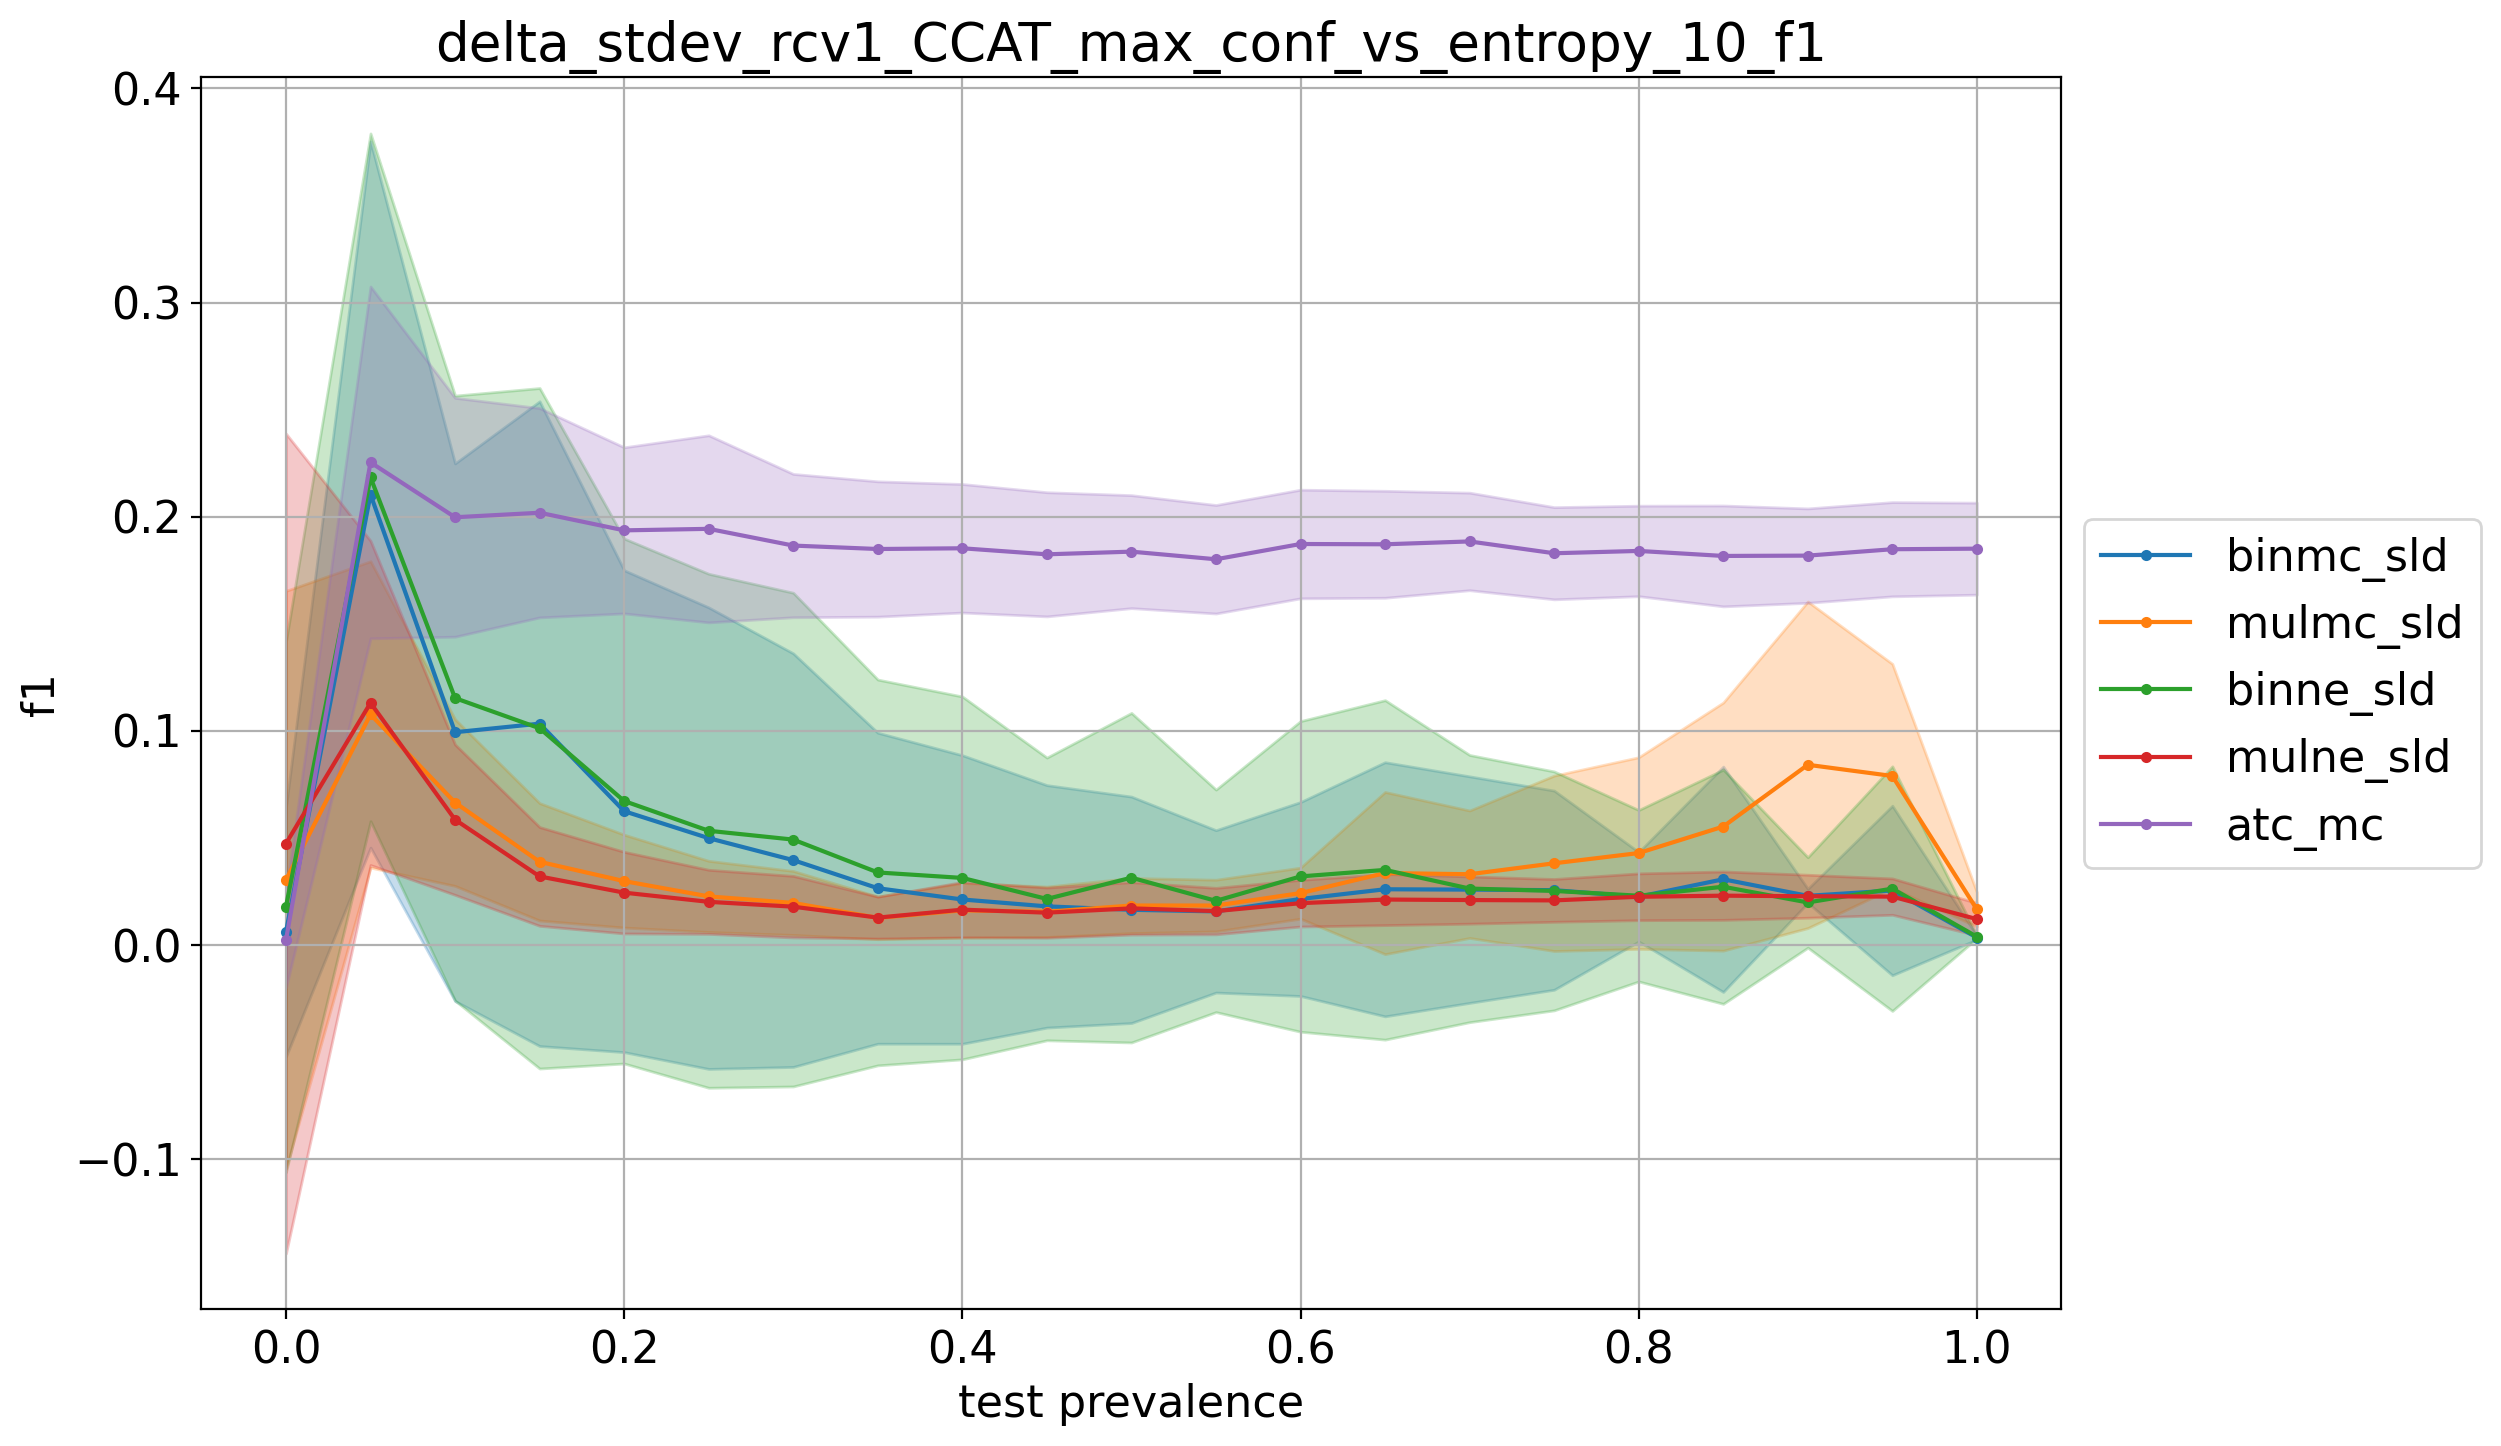 delta_stdev_rcv1_CCAT_max_conf_vs_entropy_10_f1
0.4
0.3
0.2
0.1
0.0
−0.1
f1
0.0 0.2 0.4 0.6 0.8 1.0
test prevalence
binmc_sld
mulmc_sld
binne_sld
mulne_sld
atc_mc